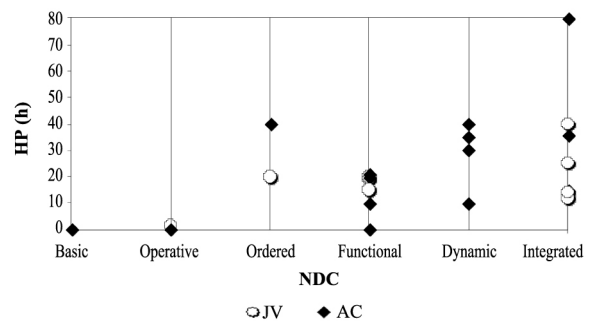 80
70
60
50
40
30
20
10
0
HP (h)
Basic Operative Ordered Functional Dynamic Integrated
NDC
JV AC